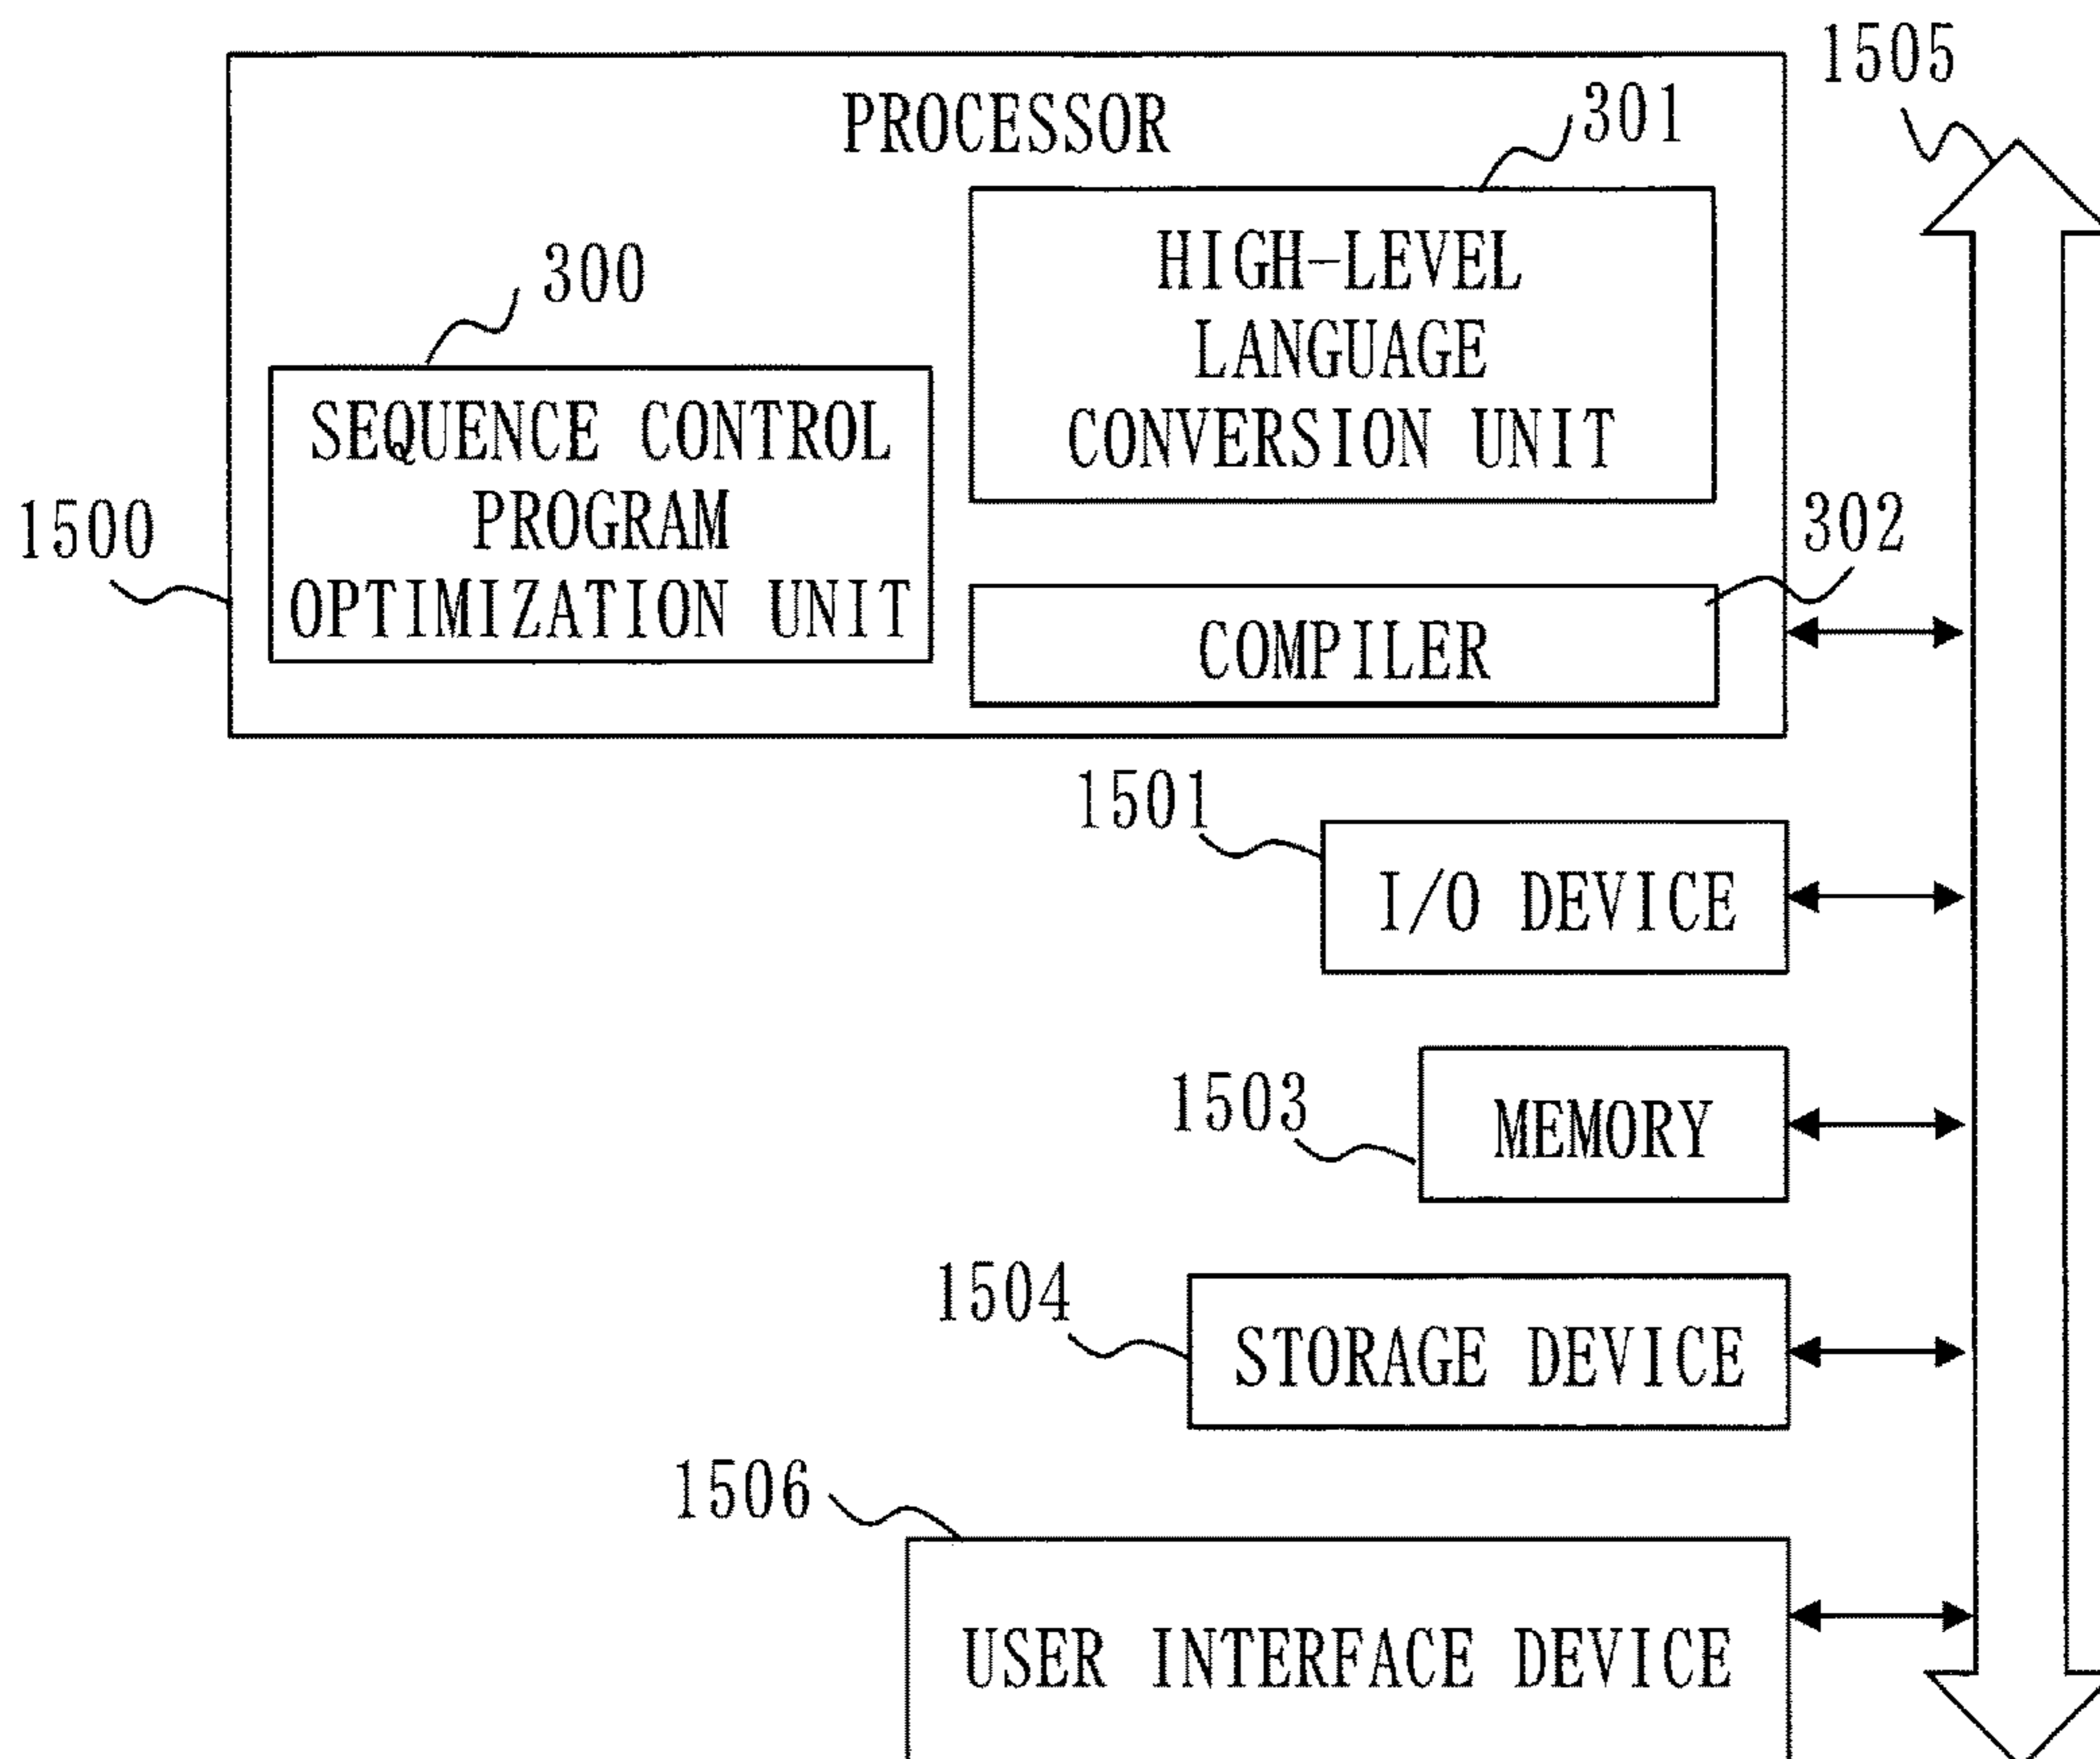 1505
PROCESSOR
301
HIGH-LEVEL
LANGUAGE
CONVERSION UNIT
300
SEQUENCE CONTROL
PROGRAM
OPTIMIZATION UNIT
1500
302
COMPILER
1501
I/O DEVICE
1503
MEMORY
1504
STORAGE DEVICE
1506
USER INTERFACE DEVICE